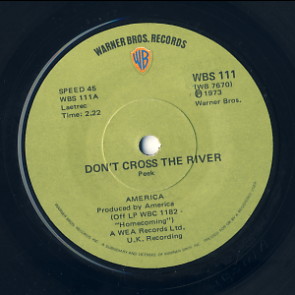 WARNER BROS. RECORDS
WB
SPEED 45
WBS 111A
Leetrec
Time: 2.22
WBS 111
(WB 7670)
Ⓟ 1973
Warner Bros.
DON'T CROSS THE RIVER
Peek
AMERICA
Produced by America
(Off LP WBC 1182 -
"Homecoming")
A WEA Records Ltd.,
U.K. Recording